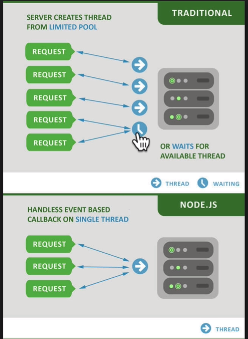 TRADITIONAL
SERVER CREATES THREAD
FROM LIMITED POOL
REQUEST
REQUEST
REQUEST
REQUEST
REQUEST
OR WAITS FOR
AVAILABLE THREAD
THREAD
WAITING
NODE.JS
HANDLESS EVENT BASED
CALLBACK ON SINGLE THREAD
REQUEST
REQUEST
REQUEST
THREAD